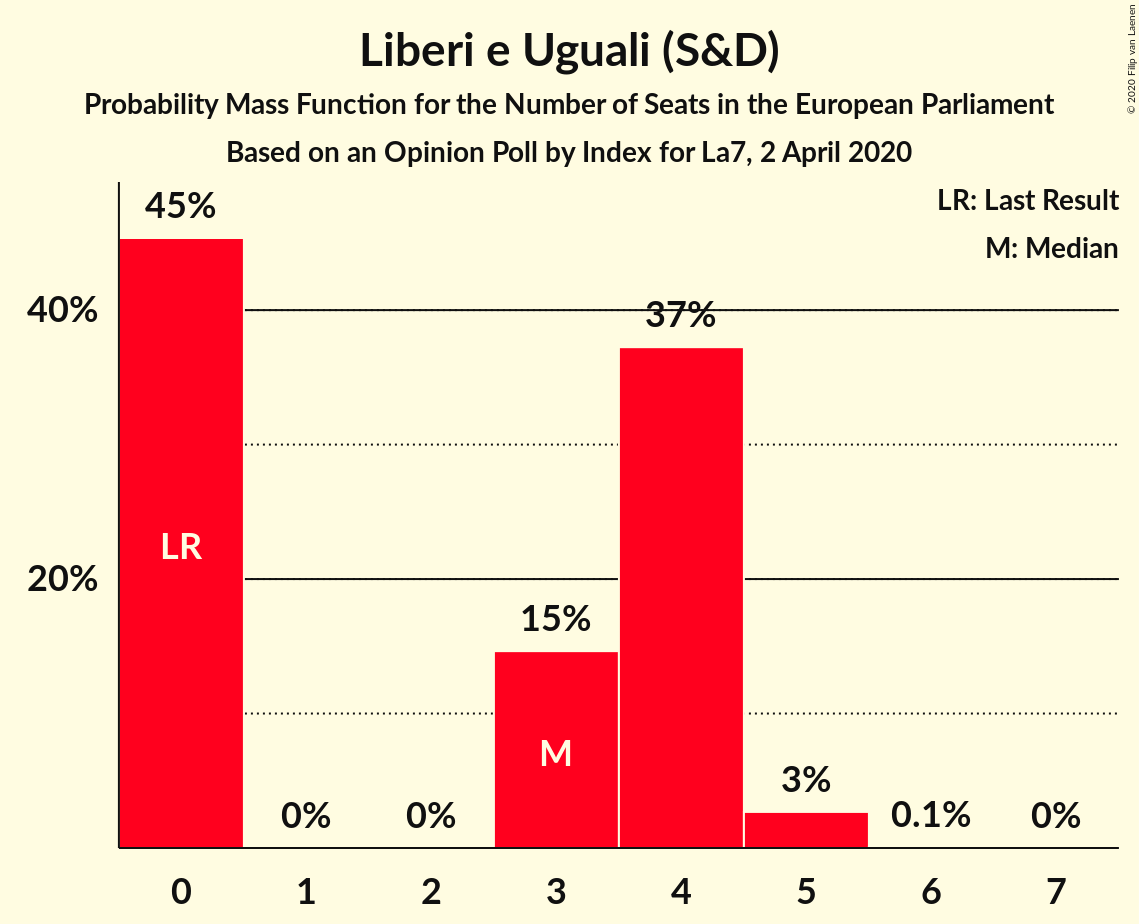 Liberi e Uguali (S&D)
Probability Mass Function for the Number of Seats in the European Parliament
Based on an Opinion Poll by Index for La7, 2 April 2020
© 2020 Filip van Laenen
LR: Last Result
M: Median
45%
40%
37%
LR
20%
15%
M
3%
0%
0%
0.1%
0%
0 1 2 3 4 5 6 7